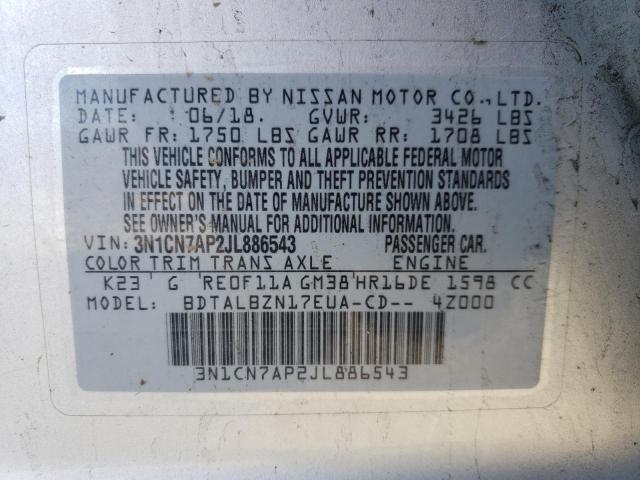 MANUFACTURED BY NISSAN MOTOR CO., LTD.
DATE: 06/18. GVWR: 3426 LBS
GAWR FR: 1750 LBS GAWR RR: 1708 LBS
THIS VEHICLE CONFORMS TO ALL APPLICABLE FEDERAL MOTOR
VEHICLE SAFETY, BUMPER AND THEFT PREVENTION STANDARDS
IN EFFECT ON THE DATE OF MANUFACTURE SHOWN ABOVE.
SEE OWNER'S MANUAL FOR ADDITIONAL INFORMATION.
VIN: 3N1CN7AP2JL886543 PASSENGER CAR.
COLOR TRIM TRANS AXLE ENGINE
K23 G RE0F11A GM38 HR16DE 1598 CC
MODEL: BDTALBZN17EUA-CD-- 4Z000
3N1CN7AP2JL886543